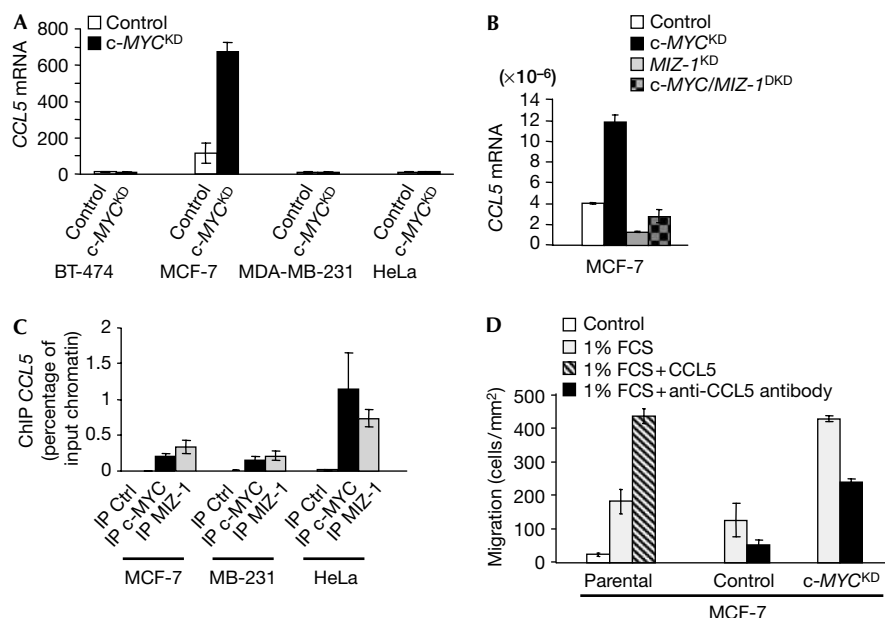 A
Control
c-MYCᴷᴰ
CCL5 mRNA
800
600
400
200
0
Control
c-MYCᴷᴰ
Control
c-MYCᴷᴰ
Control
c-MYCᴷᴰ
Control
c-MYCᴷᴰ
BT-474 MCF-7 MDA-MB-231 HeLa
B
Control
c-MYCᴷᴰ
MIZ-1ᴷᴰ
c-MYC/MIZ-1ᴰᴷᴰ
(×10⁻⁶)
CCL5 mRNA
14
12
10
8
6
4
2
0
MCF-7
C
ChIP CCL5
(percentage of
input chromatin)
2
1.5
1
0.5
0
IP Ctrl
IP c-MYC
IP MIZ-1
IP Ctrl
IP c-MYC
IP MIZ-1
IP Ctrl
IP c-MYC
IP MIZ-1
MCF-7 MB-231 HeLa
D
Control
1% FCS
1% FCS+CCL5
1% FCS+anti-CCL5 antibody
Migration (cells/mm²)
500
400
300
200
100
0
Parental Control c-MYCᴷᴰ
MCF-7